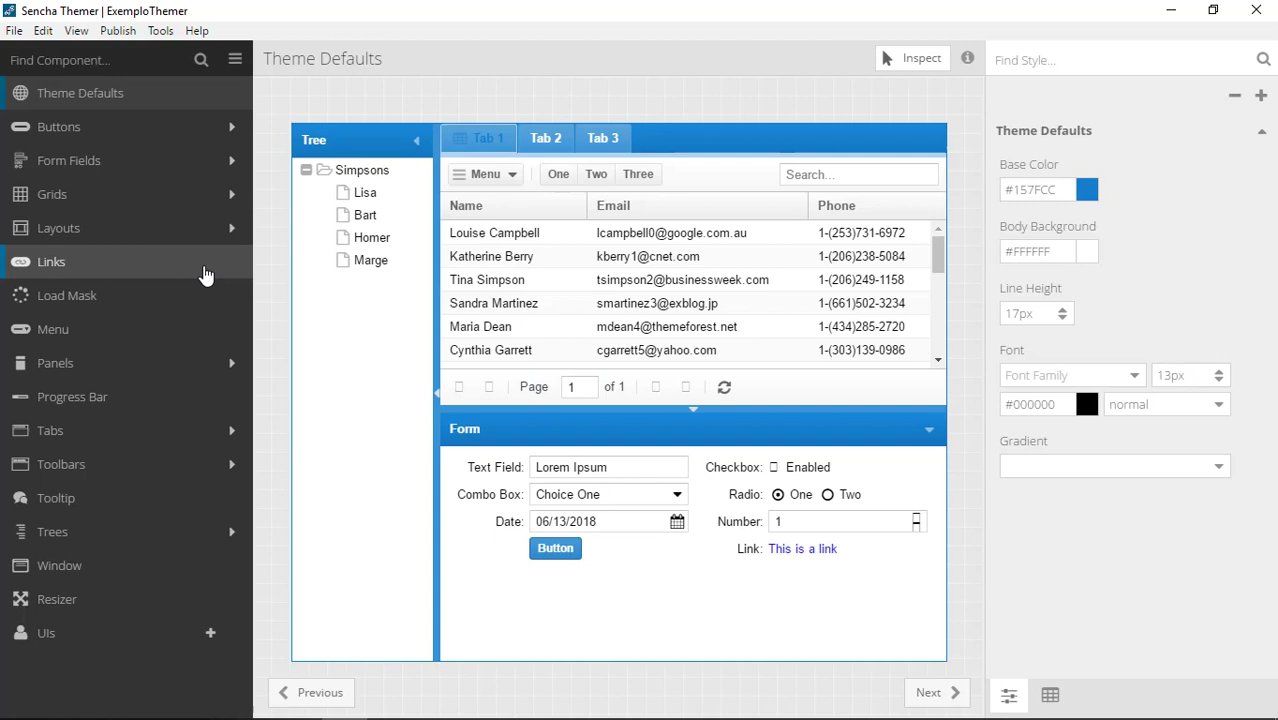 Sencha Themer | ExemploThemer
File Edit View Publish Tools Help
Find Component...
Theme Defaults
Buttons
Form Fields
Grids
Layouts
Links
Load Mask
Menu
Panels
Progress Bar
Tabs
Toolbars
Tooltip
Trees
Window
Resizer
UIs
Theme Defaults
Inspect
Tree
Simpsons
Lisa
Bart
Homer
Marge
Tab 1 Tab 2 Tab 3
Menu One Two Three Search...
Name Email Phone
Louise Campbell lcampbell0@google.com.au 1-(253)731-6972
Katherine Berry kberry1@cnet.com 1-(206)238-5084
Tina Simpson tsimpson2@businessweek.com 1-(206)249-1158
Sandra Martinez smartinez3@exblog.jp 1-(661)502-3234
Maria Dean mdean4@themeforest.net 1-(434)285-2720
Cynthia Garrett cgarrett5@yahoo.com 1-(303)139-0986
Page 1 of 1
Form
Text Field: Lorem Ipsum Checkbox: Enabled
Combo Box: Choice One Radio: One Two
Date: 06/13/2018 Number: 1
Button Link: This is a link
Previous Next
Find Style...
Theme Defaults
Base Color
#157FCC
Body Background
#FFFFFF
Line Height
17px
Font
Font Family 13px
#000000 normal
Gradient